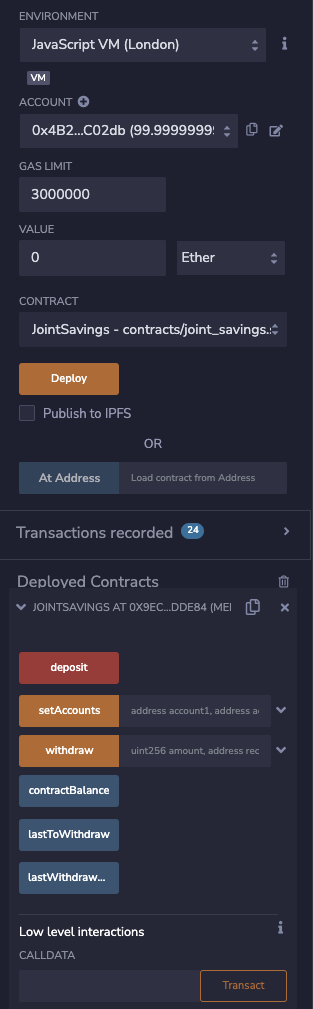 ENVIRONMENT
JavaScript VM (London)
VM
ACCOUNT
0x4B2...C02db (99.9999999
GAS LIMIT
3000000
VALUE
0 Ether
CONTRACT
JointSavings - contracts/joint_savings.s
Deploy
Publish to IPFS
OR
At Address Load contract from Address
Transactions recorded 24
Deployed Contracts
JOINTSAVINGS AT 0X9EC...DDE84 (MEI
deposit
setAccounts address account1, address ac
withdraw uint256 amount, address rec
contractBalance
lastToWithdraw
lastWithdraw...
Low level interactions
CALLDATA
Transact